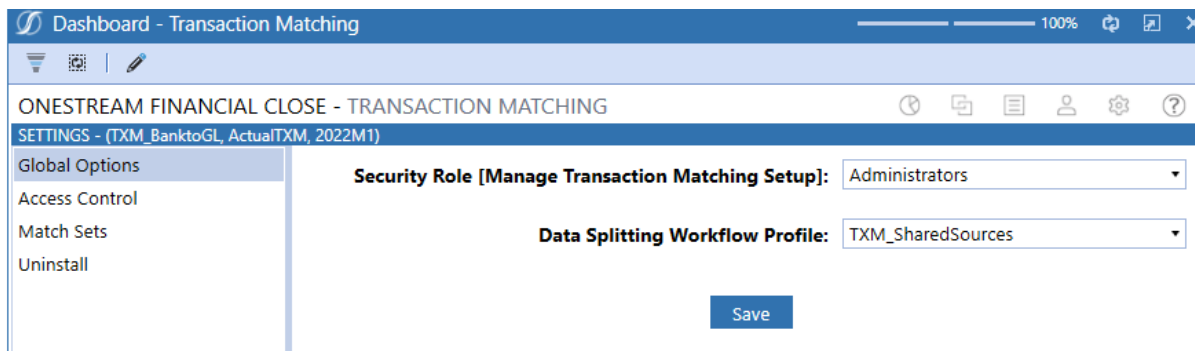 Dashboard - Transaction Matching 100%
ONESTREAM FINANCIAL CLOSE - TRANSACTION MATCHING
SETTINGS - (TXM_BanktoGL, ActualTXM, 2022M1)
Global Options
Security Role [Manage Transaction Matching Setup]: Administrators
Access Control
Match Sets
Data Splitting Workflow Profile: TXM_SharedSources
Uninstall
Save